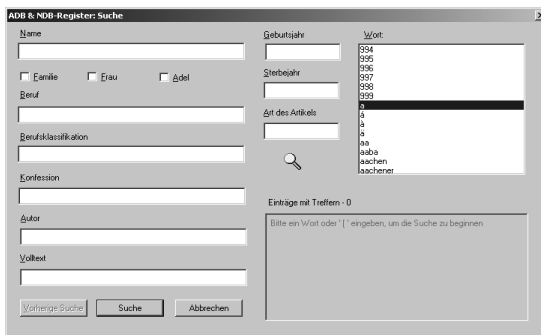 ADB & NDB-Register: Suche
Name
Familie
Frau
Adel
Beruf
Berufsklassifikation
Konfession
Autor
Volltext
Vorherige Suche
Suche
Abbrechen
Geburtsjahr
Sterbejahr
Art des Artikels
Wort:
994
995
996
997
998
999
a
aa
aaba
aachen
aachener
Einträge mit Treffern - 0
Bitte ein Wort oder ' [ ' eingeben, um die Suche zu beginnen